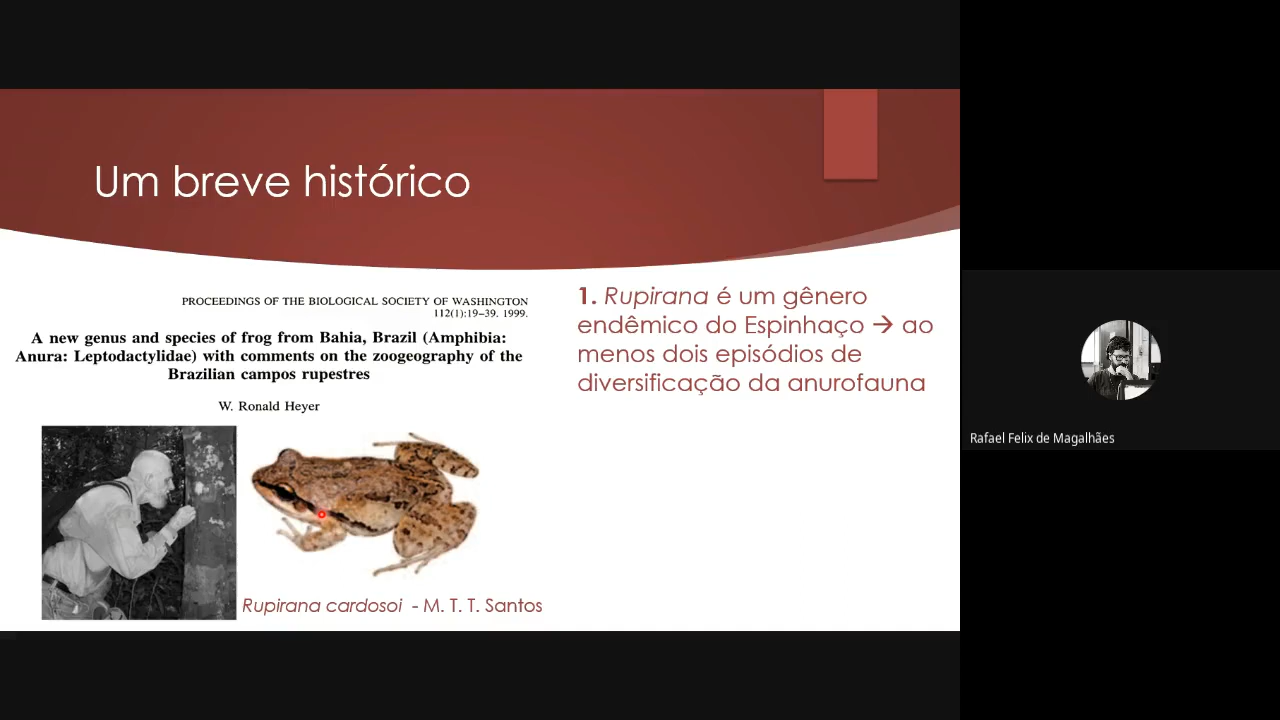 Um breve histórico
PROCEEDINGS OF THE BIOLOGICAL SOCIETY OF WASHINGTON
112(1):19–39. 1999.
A new genus and species of frog from Bahia, Brazil (Amphibia:
Anura: Leptodactylidae) with comments on the zoogeography of the
Brazilian campos rupestres
W. Ronald Heyer
Rupirana cardosoi - M. T. T. Santos
1. Rupirana é um gênero
endêmico do Espinhaço → ao
menos dois episódios de
diversificação da anurofauna
Rafael Felix de Magalhães